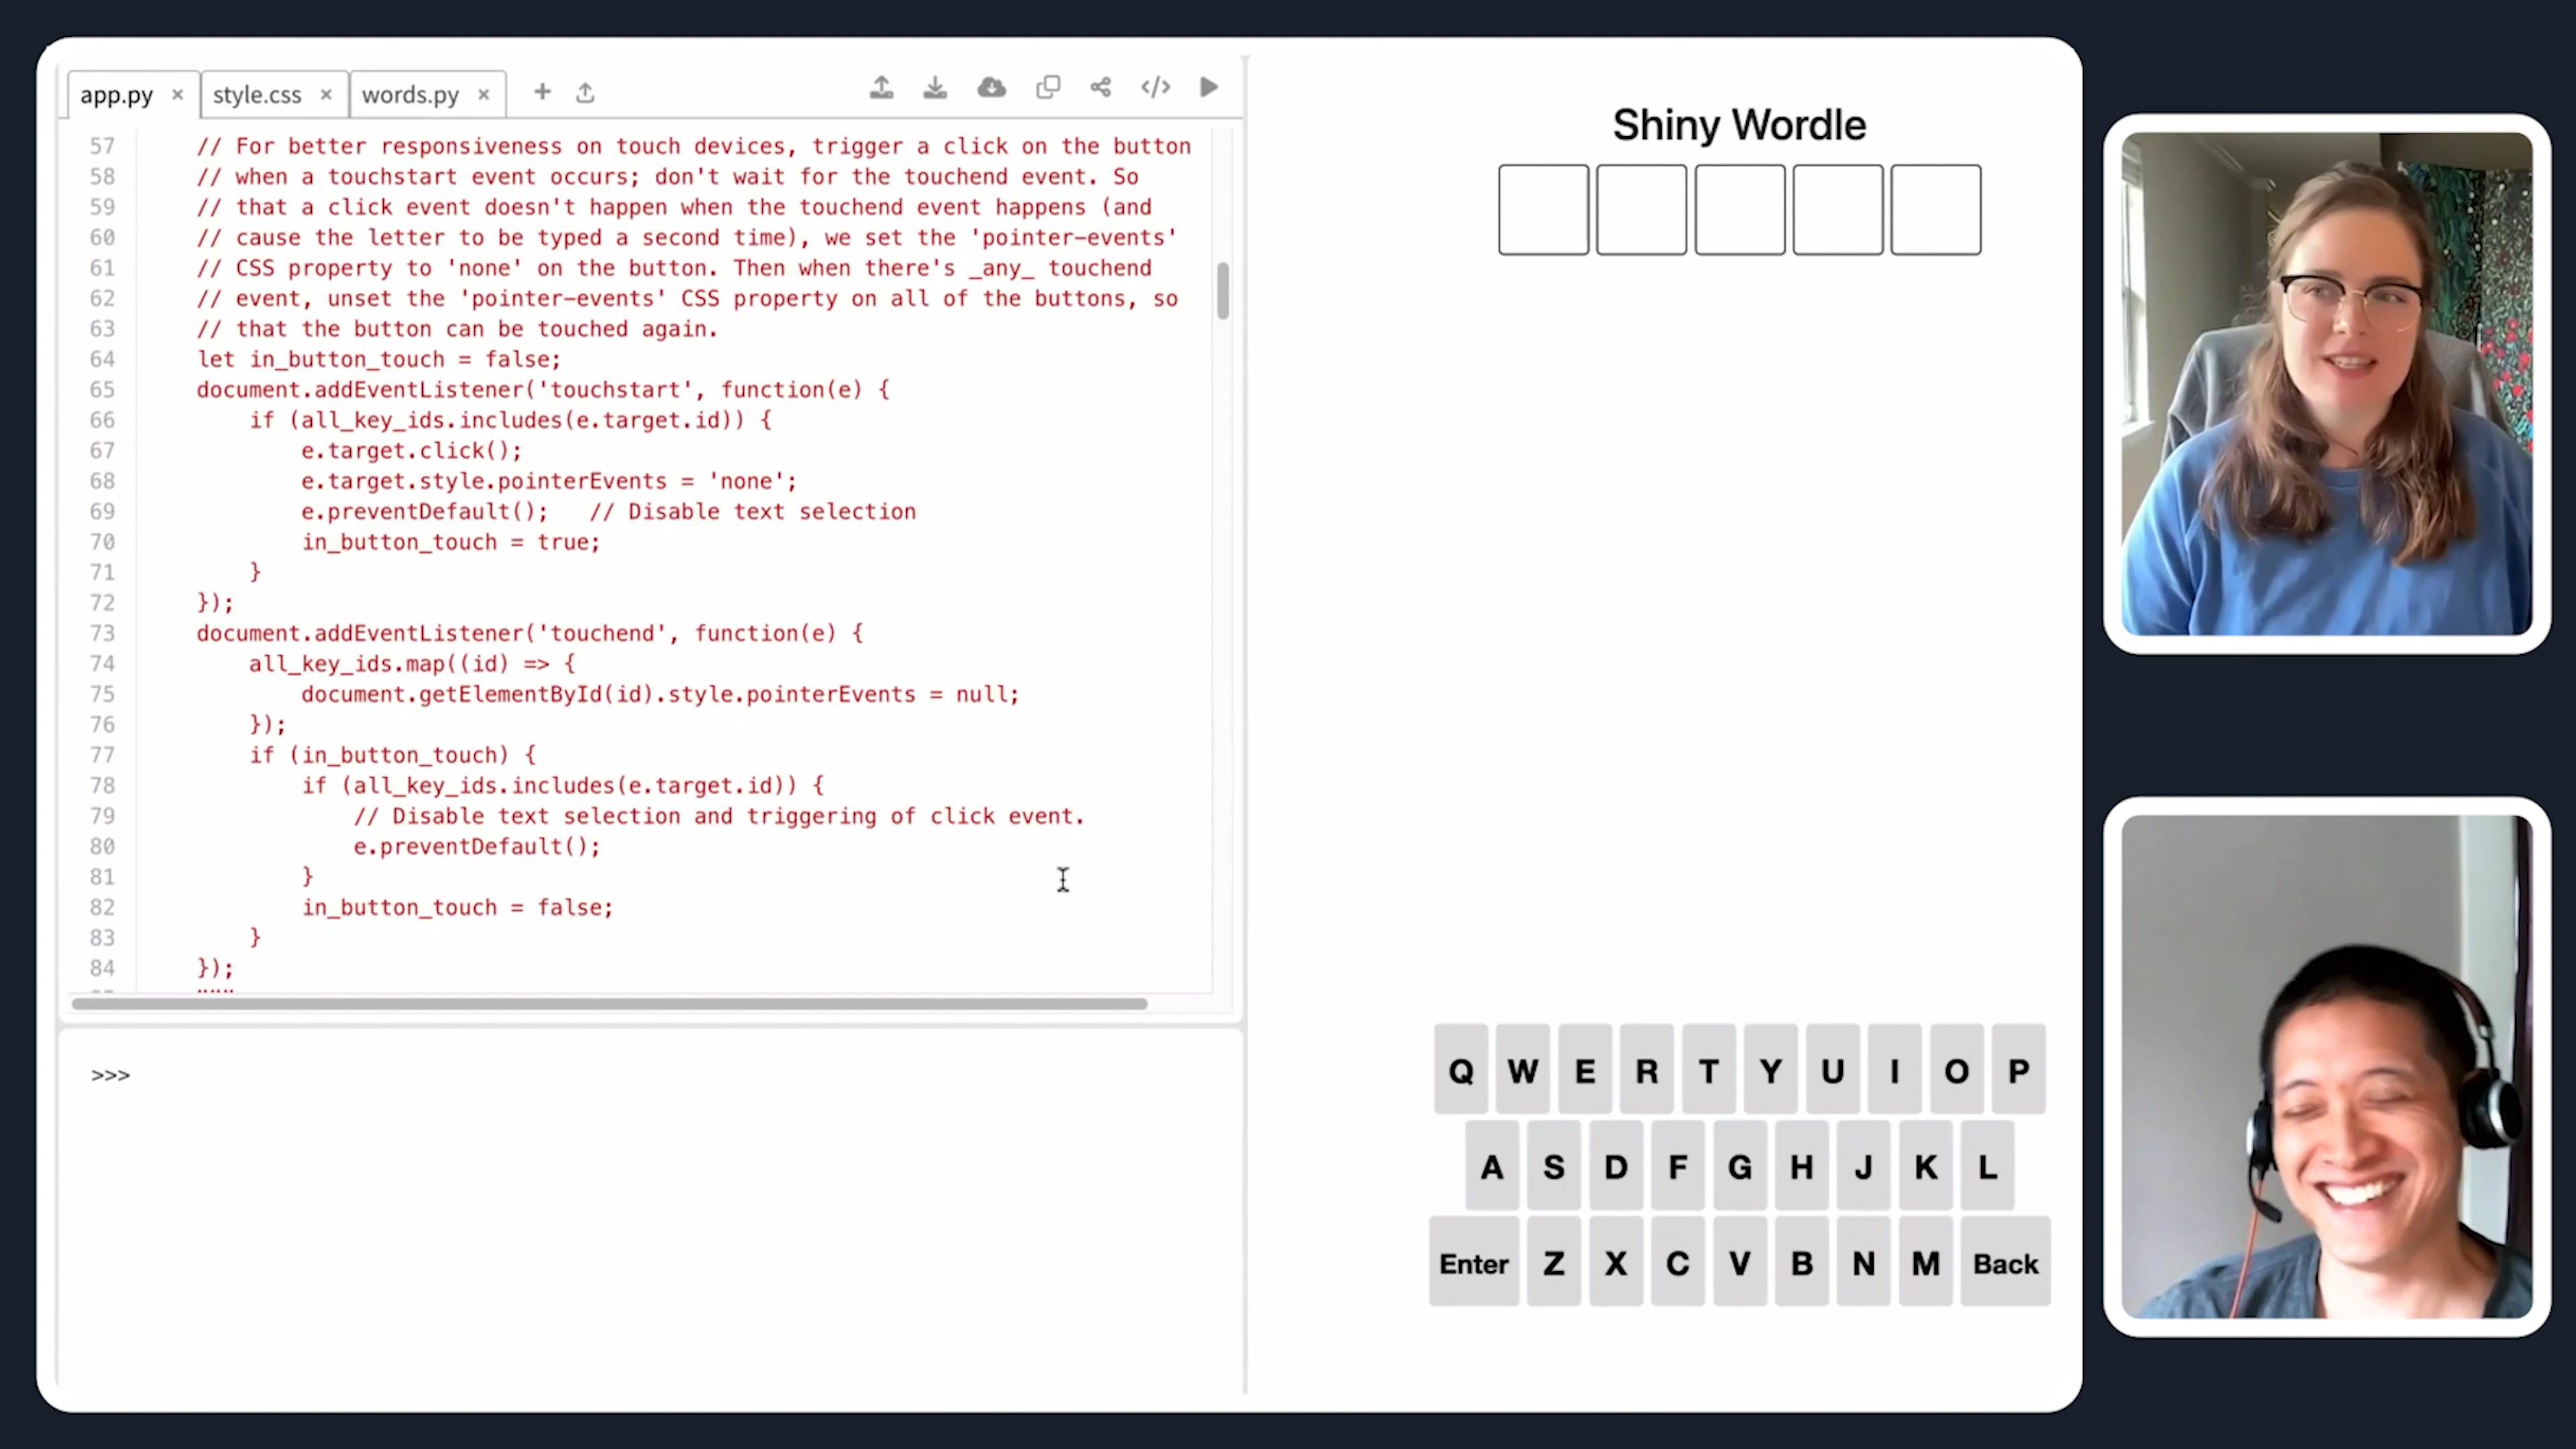 app.py × style.css × words.py × +
57 // For better responsiveness on touch devices, trigger a click on the button
58 // when a touchstart event occurs; don't wait for the touchend event. So
59 // that a click event doesn't happen when the touchend event happens (and
60 // cause the letter to be typed a second time), we set the 'pointer-events'
61 // CSS property to 'none' on the button. Then when there's _any_ touchend
62 // event, unset the 'pointer-events' CSS property on all of the buttons, so
63 // that the button can be touched again.
64 let in_button_touch = false;
65 document.addEventListener('touchstart', function(e) {
66 if (all_key_ids.includes(e.target.id)) {
67 e.target.click();
68 e.target.style.pointerEvents = 'none';
69 e.preventDefault(); // Disable text selection
70 in_button_touch = true;
71 }
72 });
73 document.addEventListener('touchend', function(e) {
74 all_key_ids.map((id) => {
75 document.getElementById(id).style.pointerEvents = null;
76 });
77 if (in_button_touch) {
78 if (all_key_ids.includes(e.target.id)) {
79 // Disable text selection and triggering of click event.
80 e.preventDefault();
81 }
82 in_button_touch = false;
83 }
84 });
>>>
Shiny Wordle
Q W E R T Y U I O P
A S D F G H J K L
Enter Z X C V B N M Back